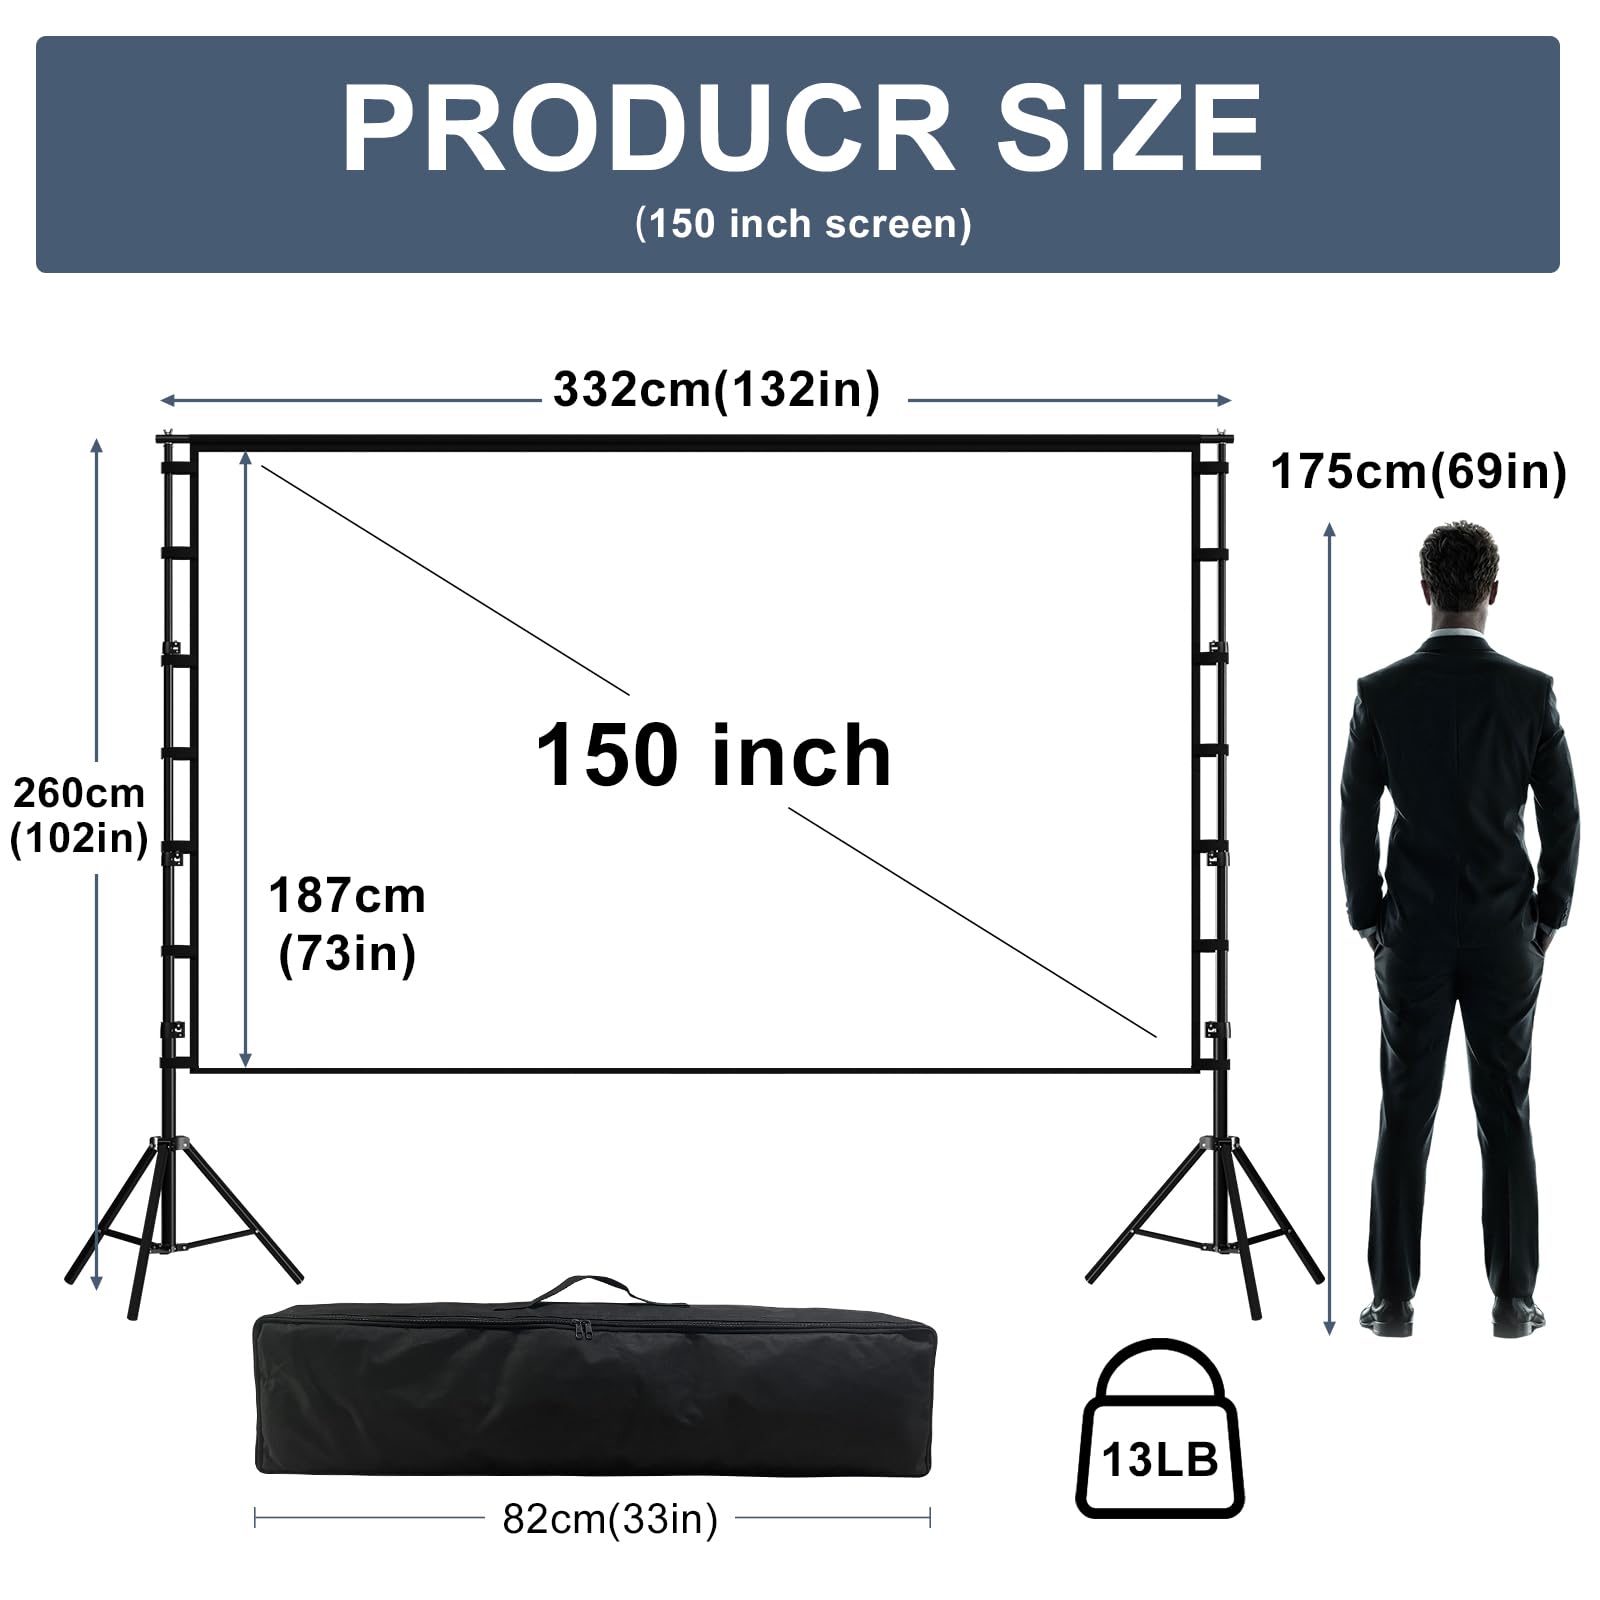 PRODUCR SIZE
(150 inch screen)
332cm(132in)
175cm(69in)
150 inch
260cm
(102in)
187cm
(73in)
13LB
82cm(33in)